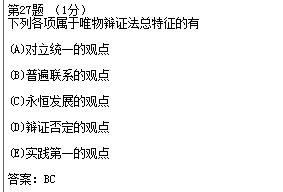 第27题 （1分）
下列各项属于唯物辩证法总特征的有
(A)对立统一的观点
(B)普遍联系的观点
(C)永恒发展的观点
(D)辩证否定的观点
(E)实践第一的观点
答案：BC